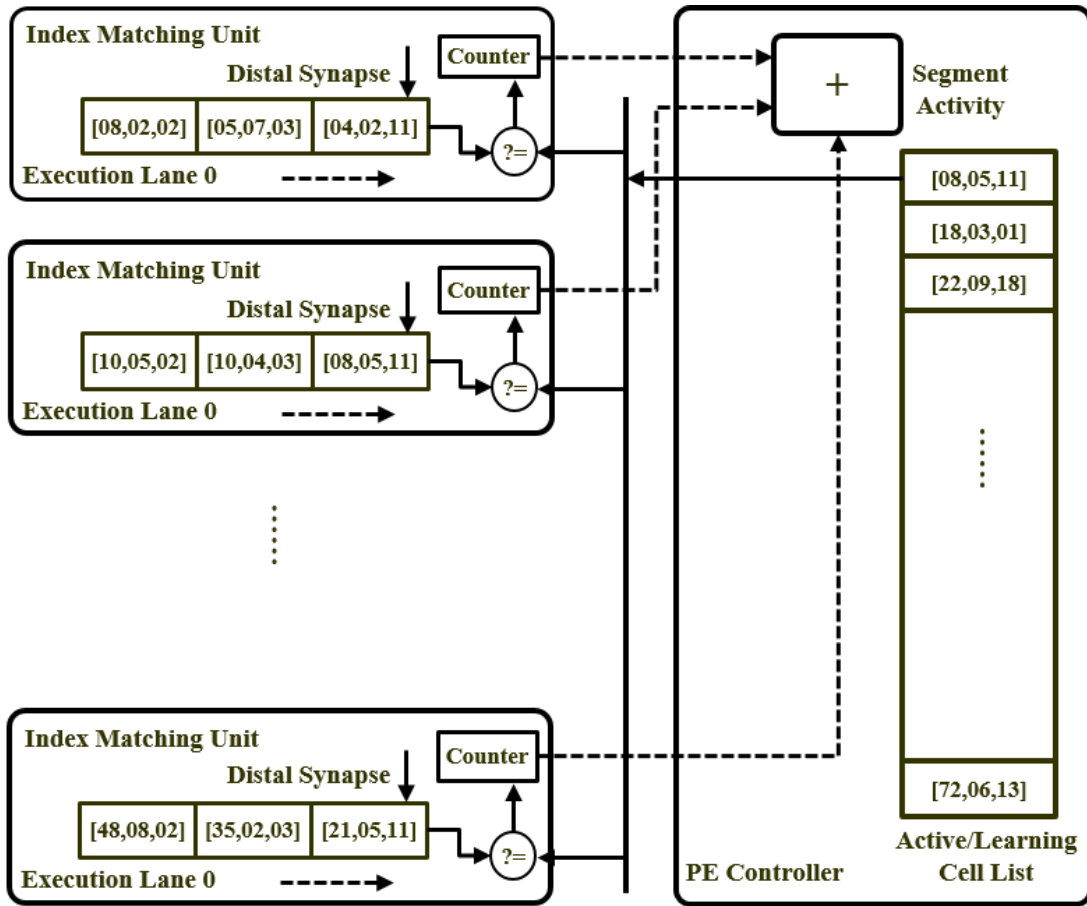 Index Matching Unit
Counter
Distal Synapse
[08,02,02] [05,07,03] [04,02,11]
?=
Execution Lane 0
Index Matching Unit
Counter
Distal Synapse
[10,05,02] [10,04,03] [08,05,11]
?=
Execution Lane 0
Index Matching Unit
Counter
Distal Synapse
[48,08,02] [35,02,03] [21,05,11]
?=
Execution Lane 0
+
Segment
Activity
[08,05,11]
[18,03,01]
[22,09,18]
[72,06,13]
Active/Learning
Cell List
PE Controller